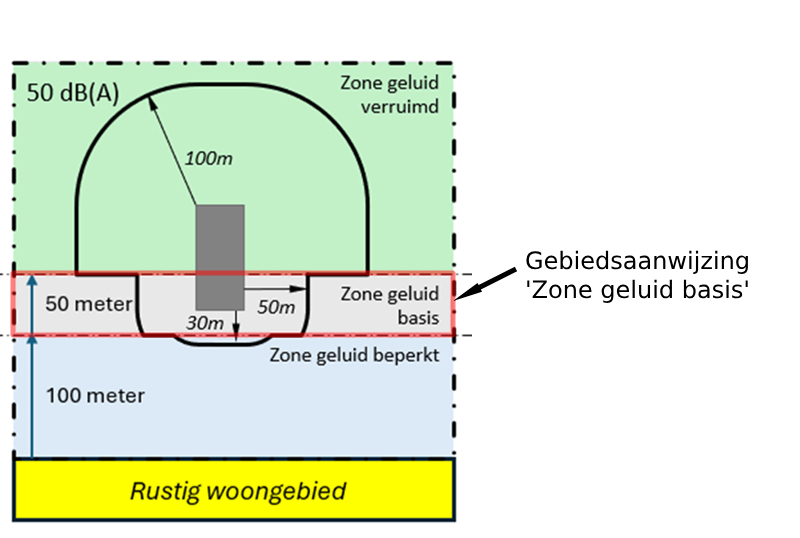 50 dB(A)
Zone geluid
verruimd
100m
Gebiedsaanwijzing
'Zone geluid basis'
50 meter
50m
Zone geluid
basis
30m
Zone geluid beperkt
100 meter
Rustig woongebied